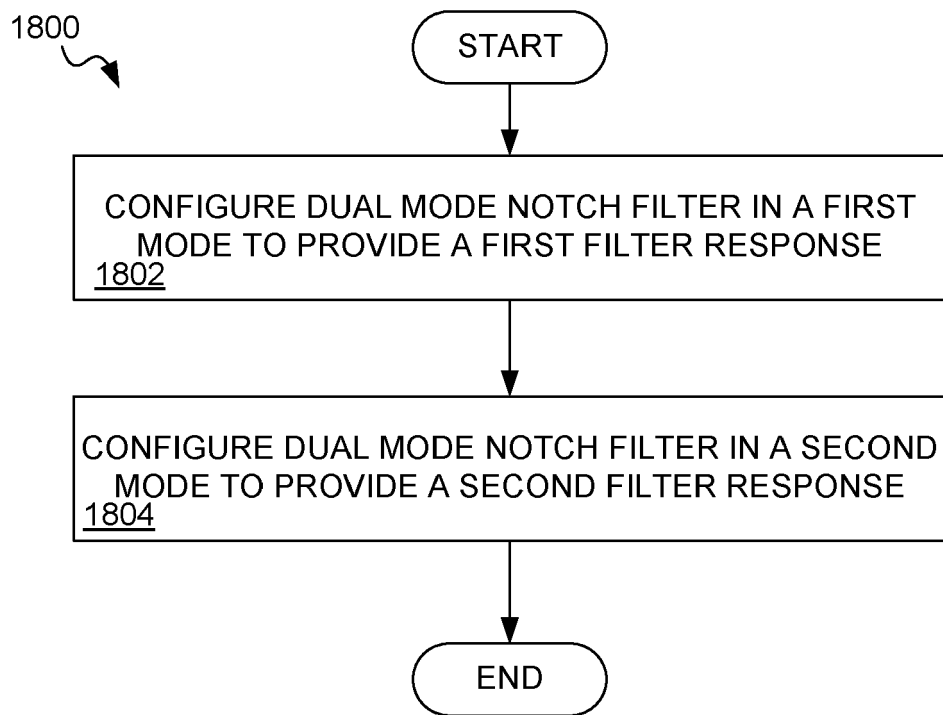 1800
START
CONFIGURE DUAL MODE NOTCH FILTER IN A FIRST
MODE TO PROVIDE A FIRST FILTER RESPONSE
1802
CONFIGURE DUAL MODE NOTCH FILTER IN A SECOND
MODE TO PROVIDE A SECOND FILTER RESPONSE
1804
END